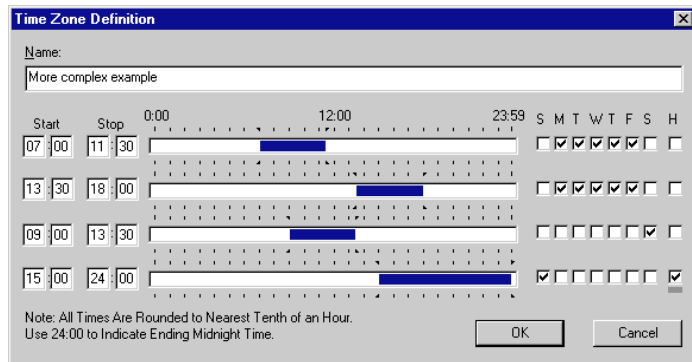 Time Zone Definition
Name:
More complex example
Start Stop 0:00 12:00 23:59 S M T W T F S H
07:00 11:30
13:30 18:00
09:00 13:30
15:00 24:00
Note: All Times Are Rounded to Nearest Tenth of an Hour.
Use 24:00 to Indicate Ending Midnight Time.
OK Cancel